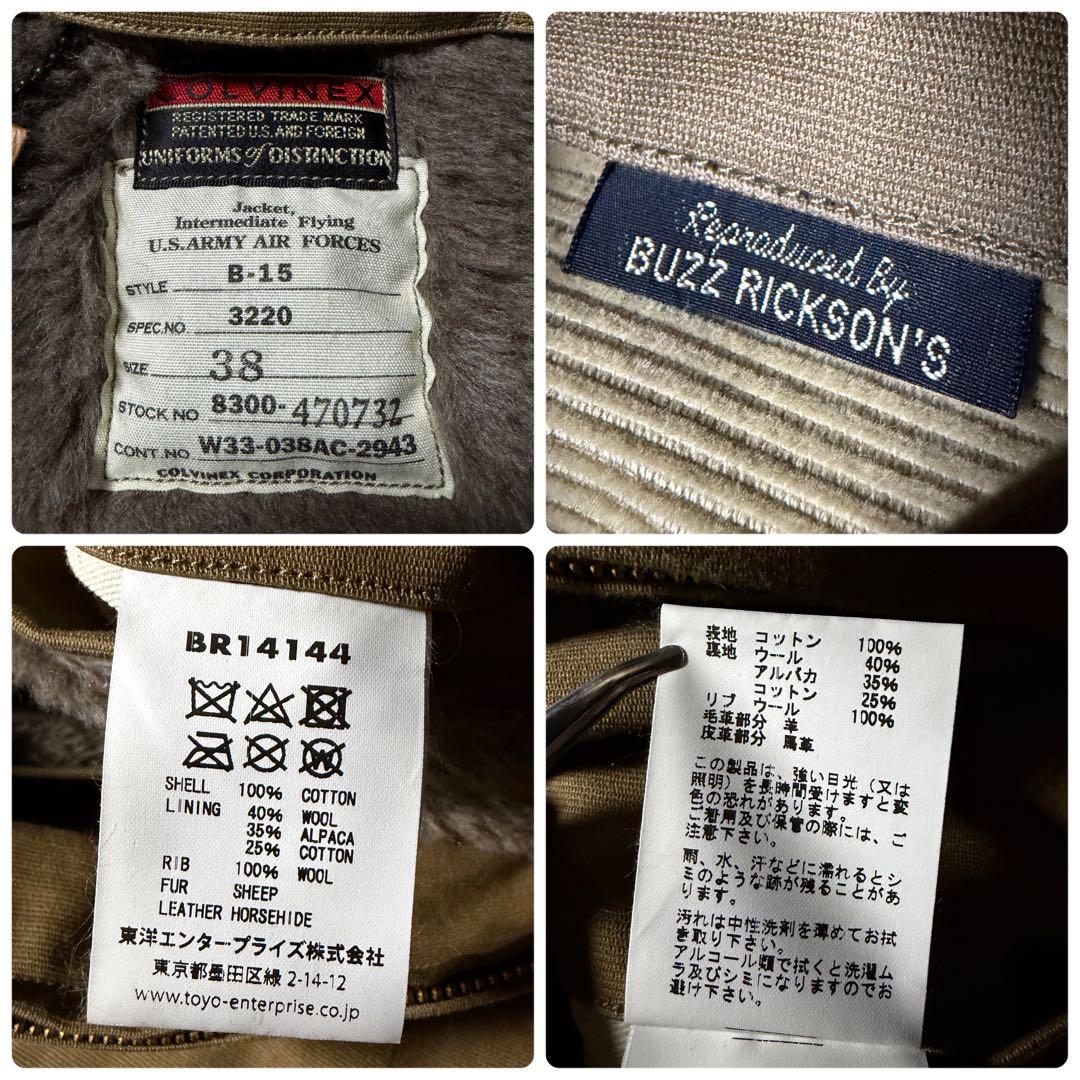 COLVINEX
REGISTERED TRADE MARK
PATENTED U.S. AND FOREIGN
UNIFORMS of DISTINCTION
Jacket,
Intermediate Flying
U.S. ARMY AIR FORCES
STYLE B-15
SPEC. NO 3220
SIZE 38
STOCK NO 8300-470732
CONT. NO W33-038AC-2943
COLVINEX CORPORATION
Reproduced By
BUZZ RICKSON'S
BR14144
W
SHELL 100% COTTON
LINING 40% WOOL
35% ALPACA
25% COTTON
RIB 100% WOOL
FUR SHEEP
LEATHER HORSEHIDE
東洋エンタープライズ株式会社
東京都墨田区緑 2-14-12
www.toyo-enterprise.co.jp
表地 コットン 100%
裏地 ウール 40%
アルパカ 35%
コットン 25%
リブ ウール 100%
毛革部分 羊
皮革部分 馬革
この製品は、強い日光（又は
照明）を長時間受けますと変
色の恐れがあります。
ご着用及び保管の際には、ご
注意下さい。
雨、水、汗などに濡れるとシ
ミのような跡が残ることがあ
ります。
汚れは中性洗剤を薄めてお拭
き取り下さい。
アルコール類で拭くと洗濯ム
ラ及びシミになりますのでお
避け下さい。